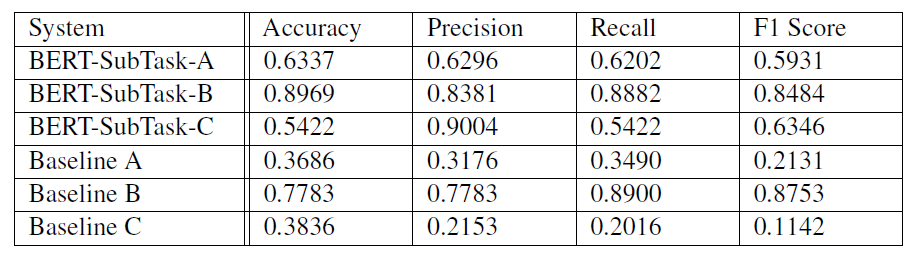 System Accuracy Precision Recall F1 Score
BERT-SubTask-A 0.6337 0.6296 0.6202 0.5931
BERT-SubTask-B 0.8969 0.8381 0.8882 0.8484
BERT-SubTask-C 0.5422 0.9004 0.5422 0.6346
Baseline A 0.3686 0.3176 0.3490 0.2131
Baseline B 0.7783 0.7783 0.8900 0.8753
Baseline C 0.3836 0.2153 0.2016 0.1142